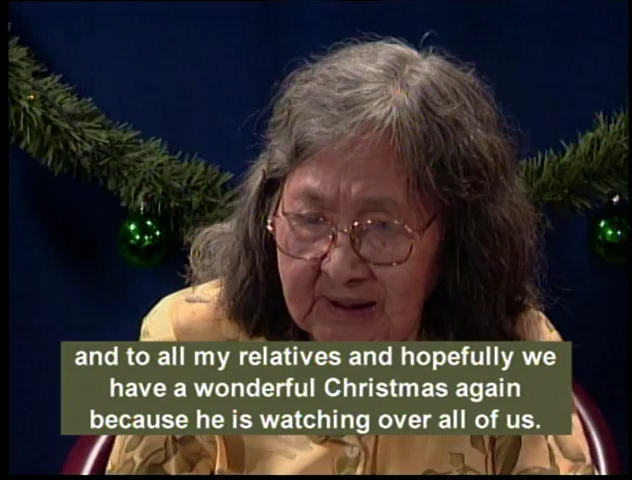 and to all my relatives and hopefully we
have a wonderful Christmas again
because he is watching over all of us.